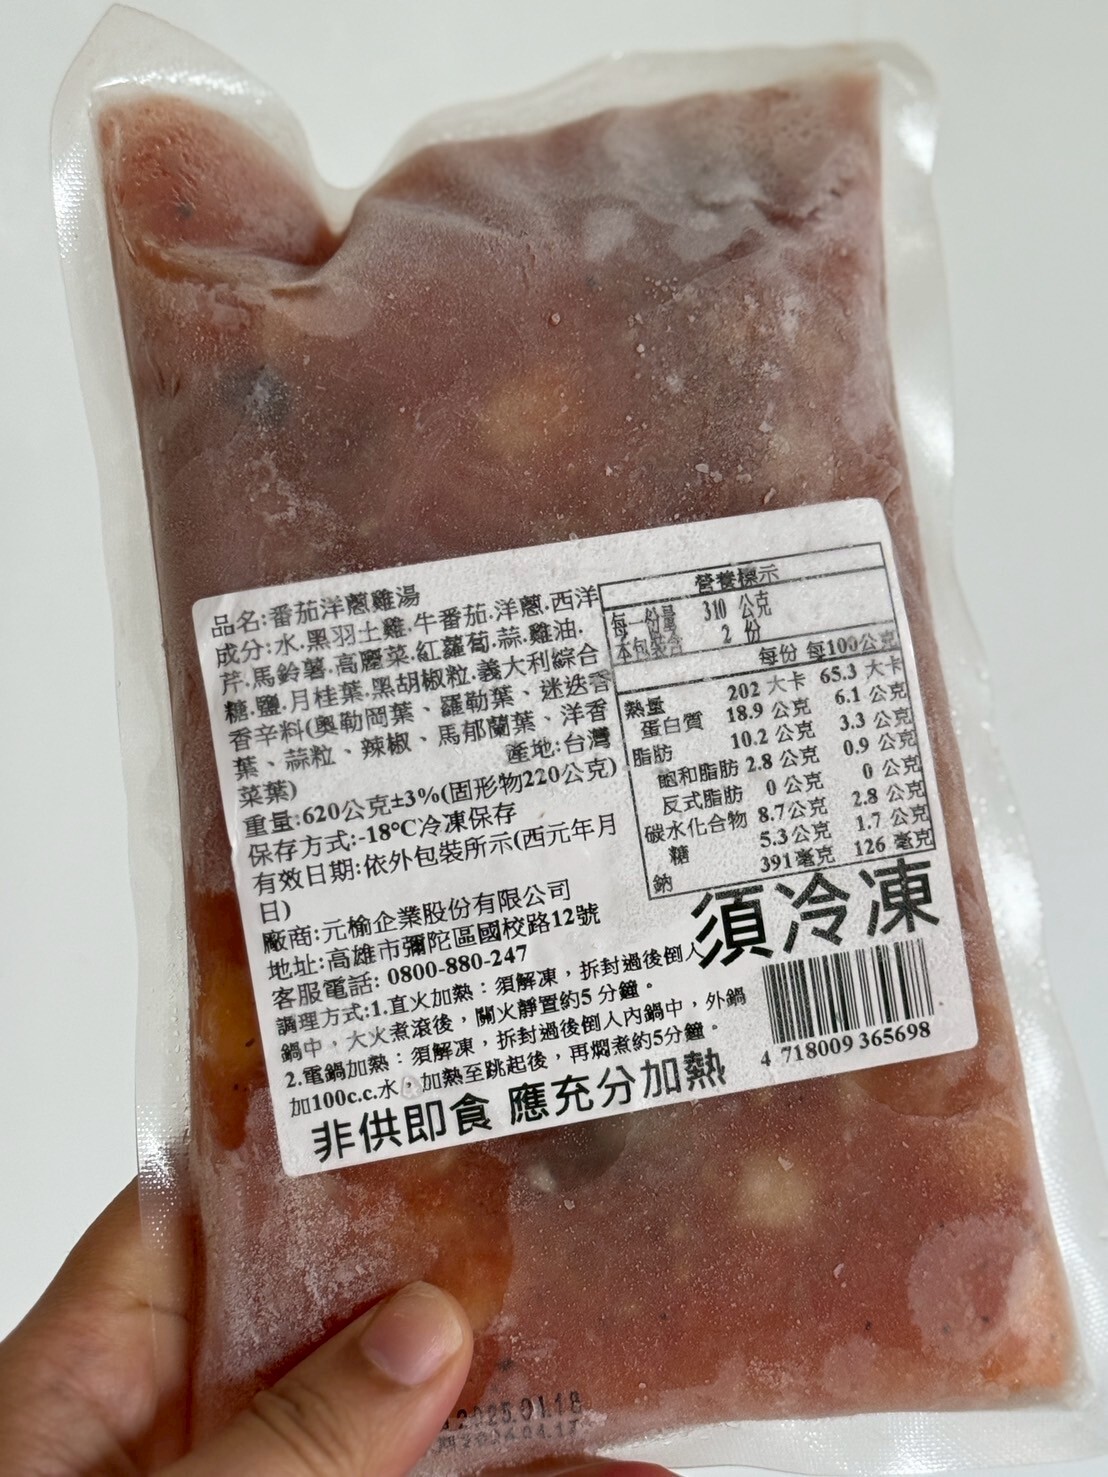 品名:番茄洋蔥雞湯
成分:水.黑羽土雞.牛番茄.洋蔥.西洋
芹.馬鈴薯.高麗菜.紅蘿蔔.蒜.雞油.
糖.鹽.月桂葉.黑胡椒粒.義大利綜合
香辛料(奧勒岡葉、羅勒葉、迷迭香
葉、蒜粒、辣椒、馬郁蘭葉、洋香
菜葉)
產地:台灣
重量:620公克±3%(固形物220公克)
保存方式:-18°C冷凍保存
有效日期:依外包裝所示(西元年月
日)
廠商:元榆企業股份有限公司
地址:高雄市彌陀區國校路12號
客服電話: 0800-880-247
調理方式:1.直火加熱：須解凍，拆封過後倒入
鍋中，大火煮滾後，關火靜置約5 分鐘。
2.電鍋加熱：須解凍，拆封過後倒入內鍋中，外鍋
加100c.c.水，加熱至跳起後，再燜煮約5分鐘。
非供即食 應充分加熱
營養標示
每一份量 310 公克
本包裝含 2 份
每份 每100公克
熱量 202 大卡 65.3 大卡
蛋白質 18.9 公克 6.1 公克
脂肪 10.2 公克 3.3 公克
飽和脂肪 2.8 公克 0.9 公克
反式脂肪 0 公克 0 公克
碳水化合物 8.7公克 2.8 公克
糖 5.3公克 1.7 公克
鈉 391毫克 126 毫克
須冷凍
4 718009 365698
2025.01.18